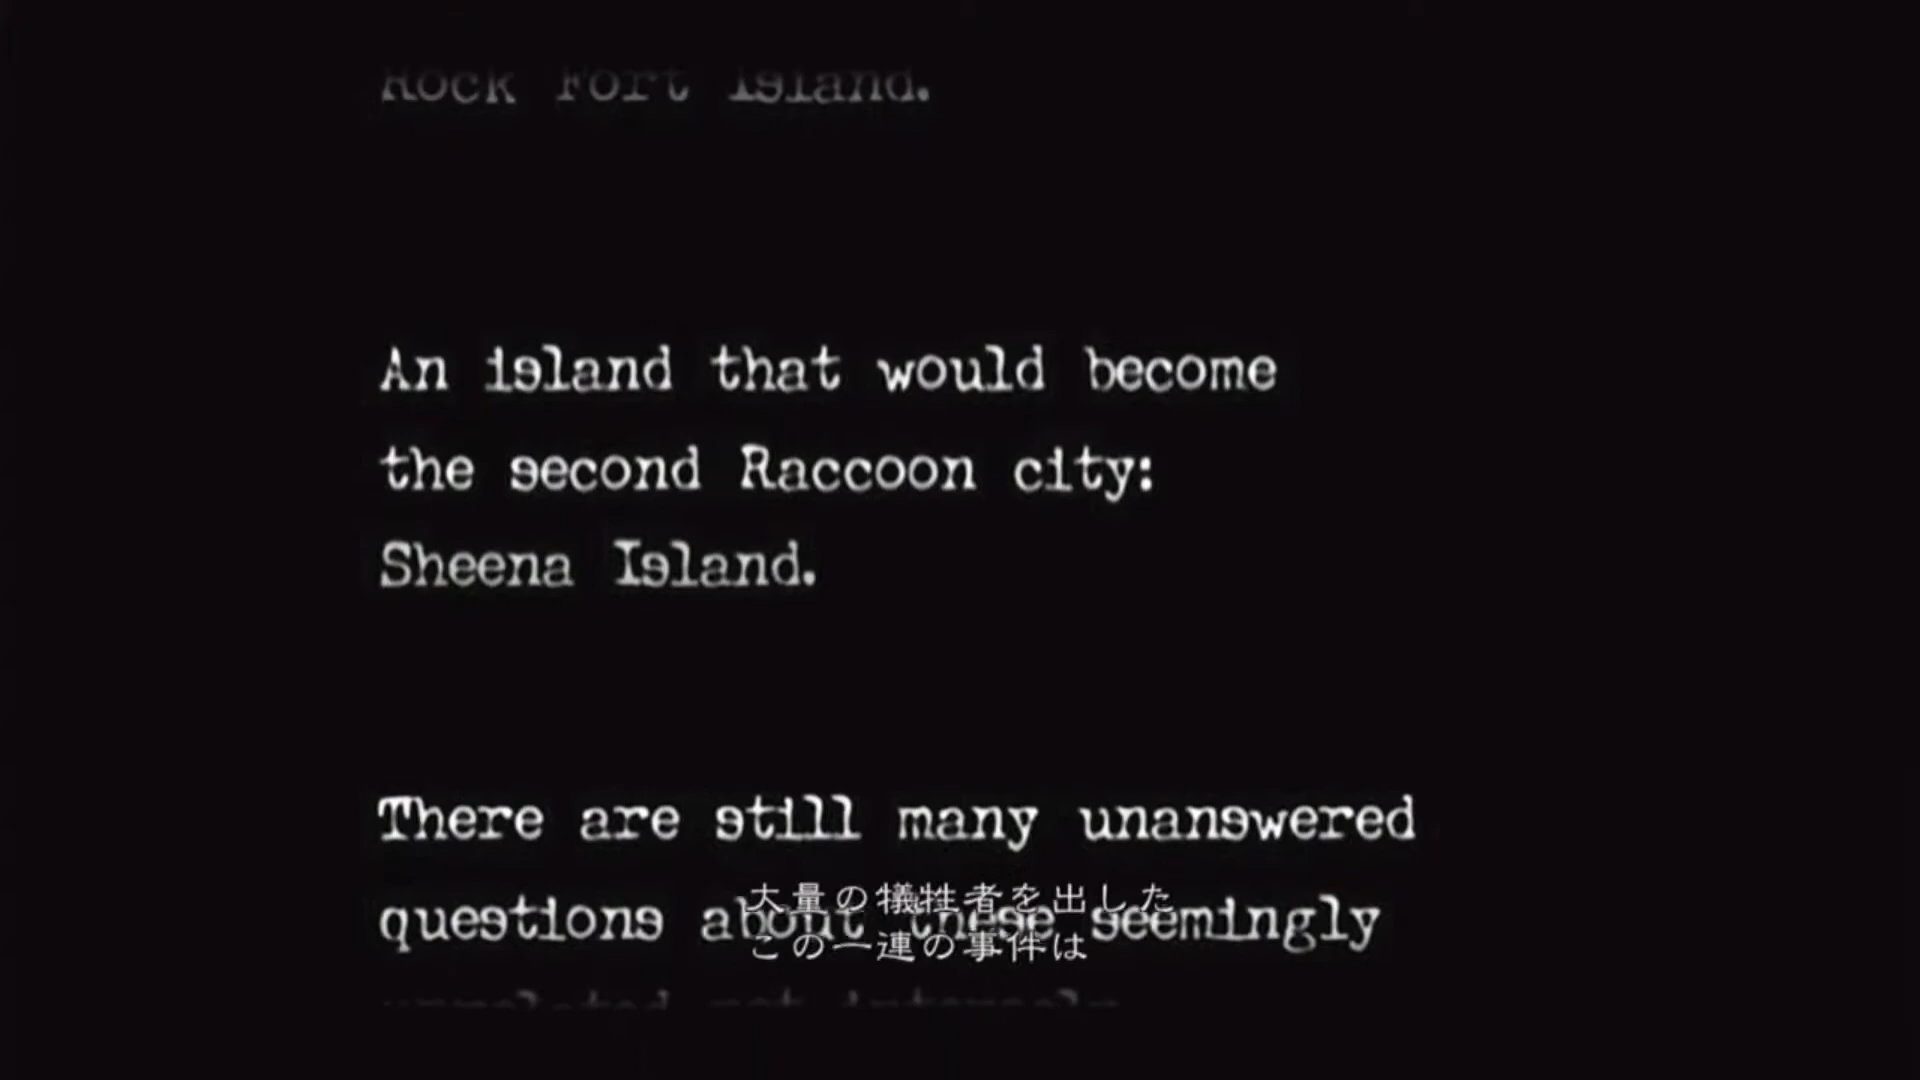 Rock Fort Island.
An island that would become
the second Raccoon city:
Sheena Island.
There are still many unanswered
questions about these seemingly
大量の犠牲者を出した
この一連の事件は